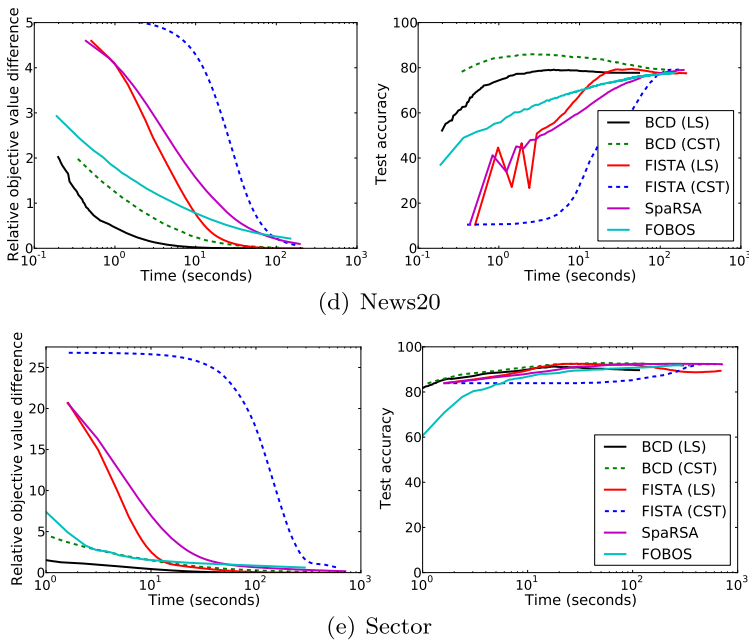 Relative objective value difference
5
4
3
2
1
0
10^-1
10^0
10^1
10^2
10^3
Time (seconds)
Test accuracy
100
80
60
40
20
0
10^-1
10^0
10^1
10^2
10^3
Time (seconds)
BCD (LS)
BCD (CST)
FISTA (LS)
FISTA (CST)
SpaRSA
FOBOS
(d) News20
Relative objective value difference
25
20
15
10
5
0
10^0
10^1
10^2
10^3
Time (seconds)
Test accuracy
100
80
60
40
20
0
10^0
10^1
10^2
10^3
Time (seconds)
BCD (LS)
BCD (CST)
FISTA (LS)
FISTA (CST)
SpaRSA
FOBOS
(e) Sector